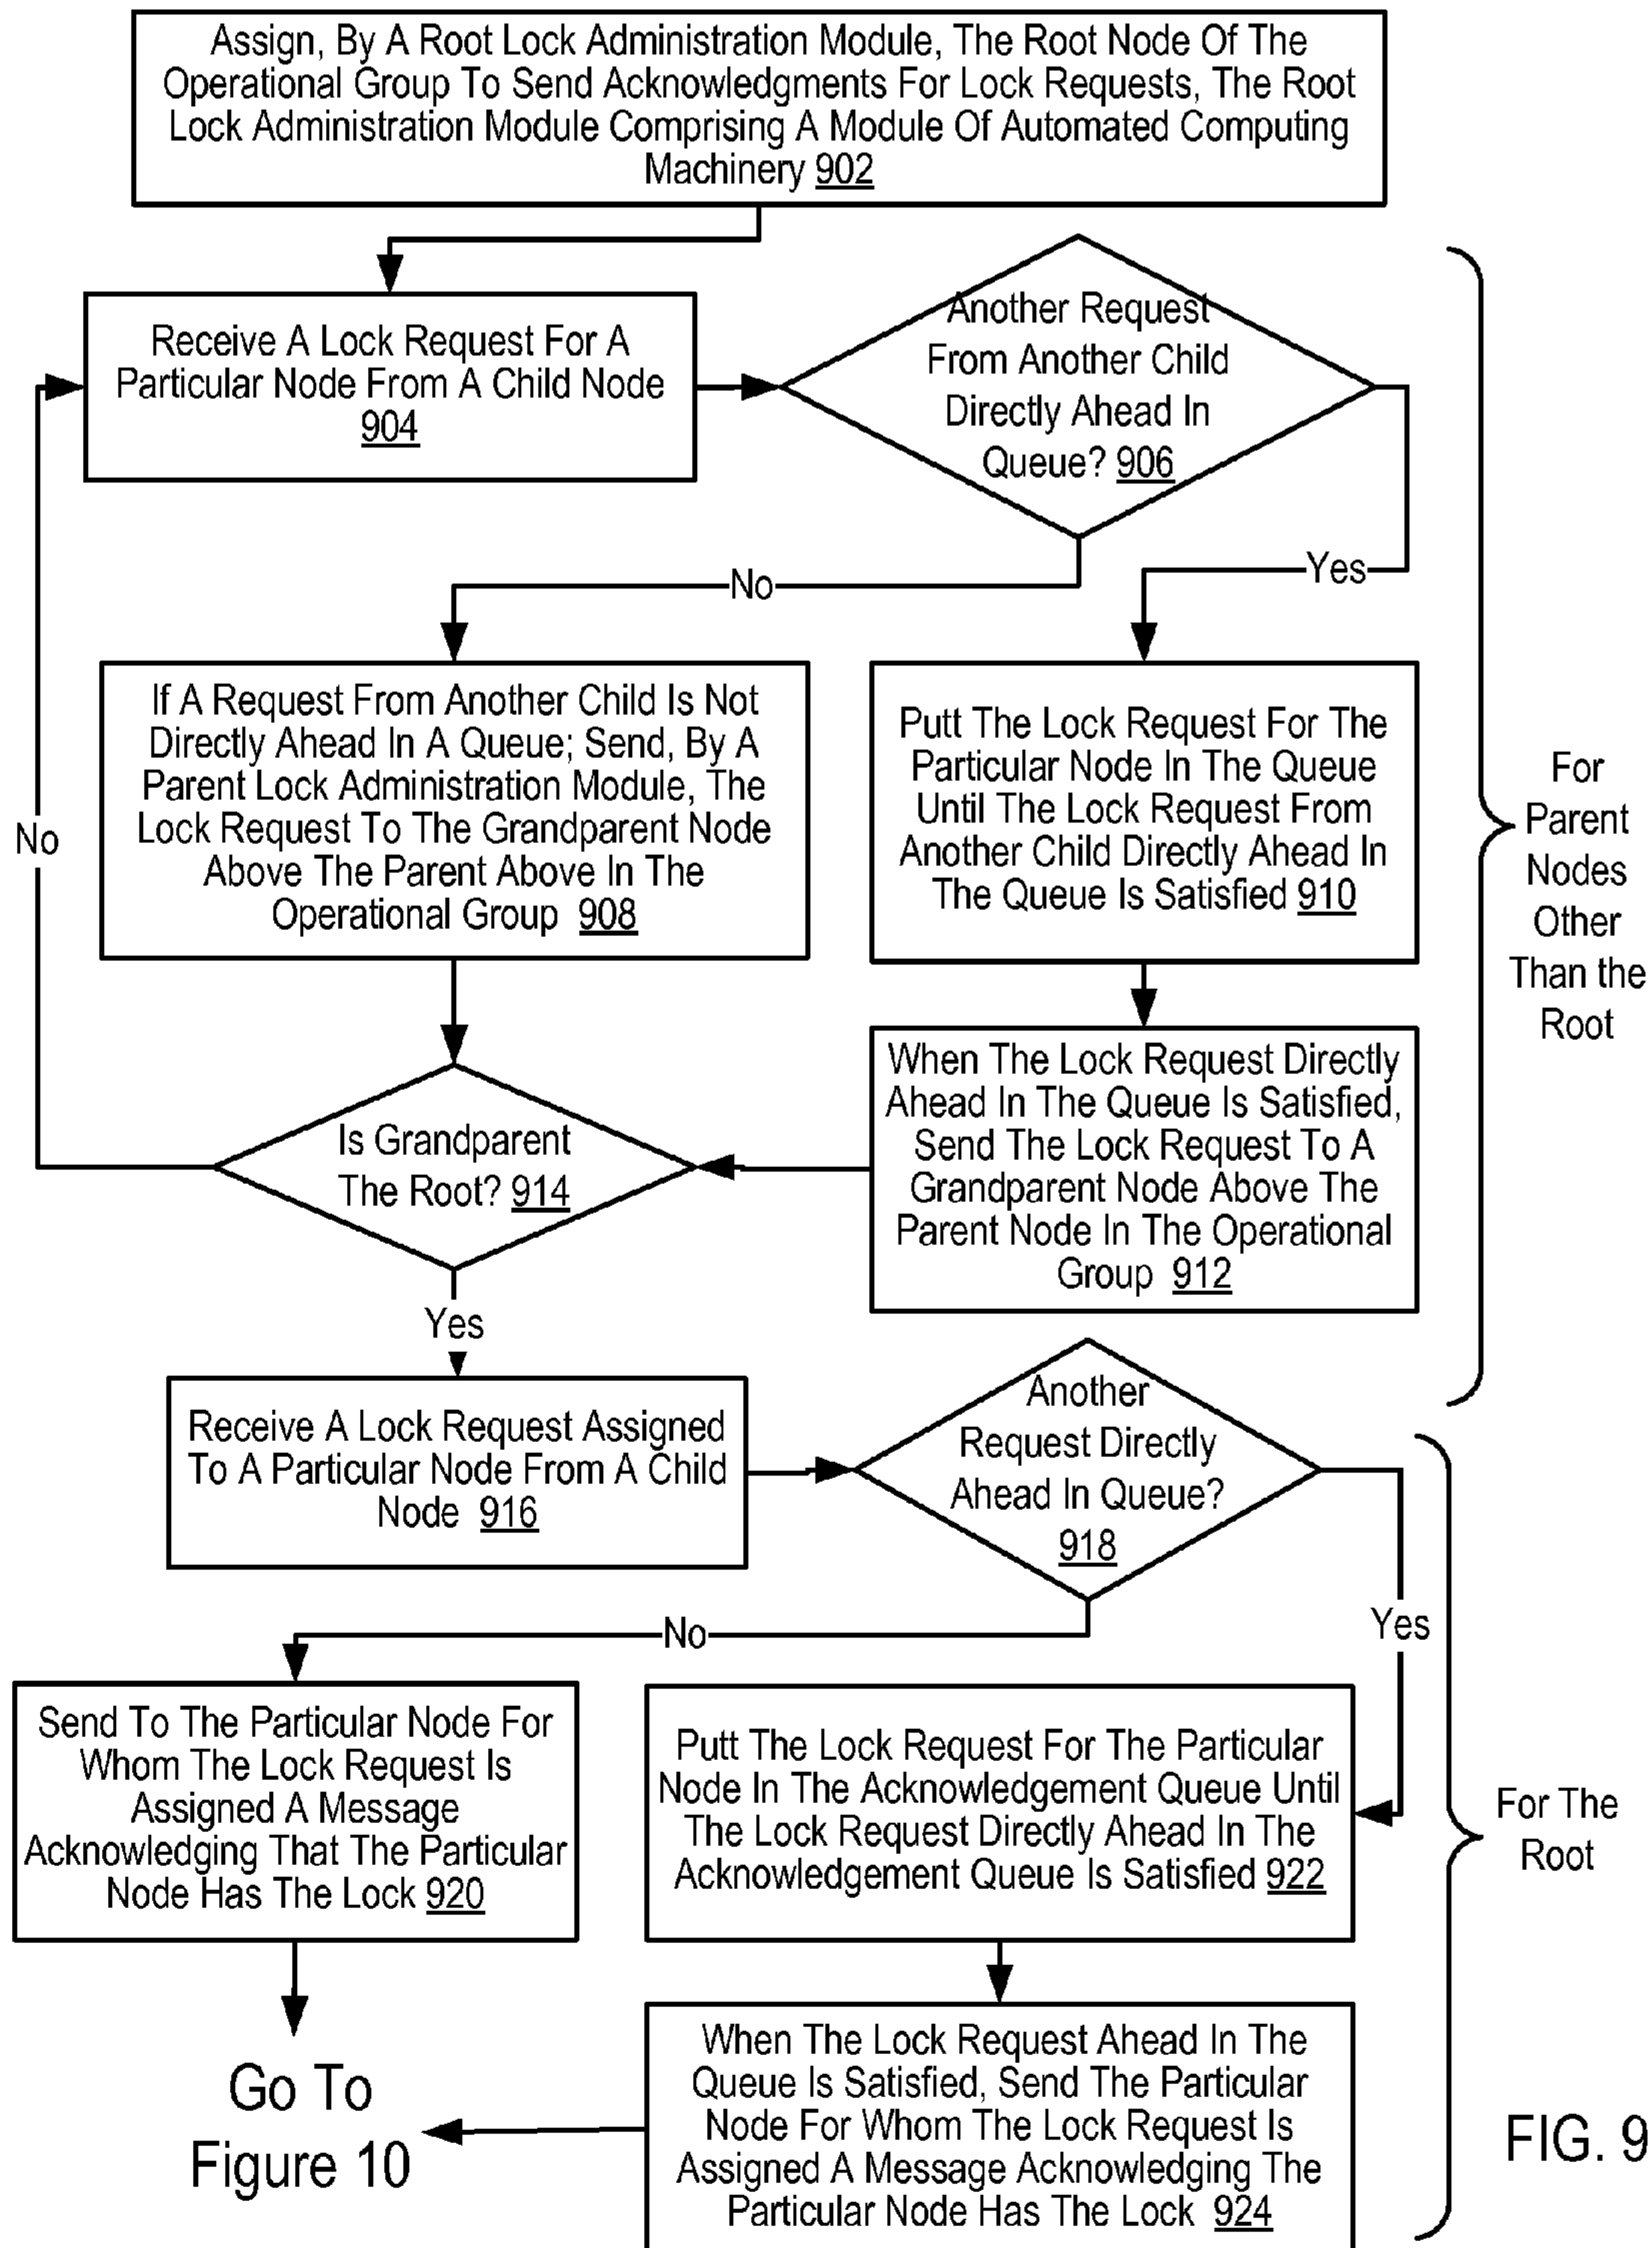 Assign, By A Root Lock Administration Module, The Root Node Of The
Operational Group To Send Acknowledgments For Lock Requests, The Root
Lock Administration Module Comprising A Module Of Automated Computing
Machinery 902
Receive A Lock Request For A
Particular Node From A Child Node
904
Another Request
From Another Child
Directly Ahead In
Queue? 906
No
Yes
If A Request From Another Child Is Not
Directly Ahead In A Queue; Send, By A
Parent Lock Administration Module, The
Lock Request To The Grandparent Node
Above The Parent Above In The
Operational Group 908
Putt The Lock Request For The
Particular Node In The Queue
Until The Lock Request From
Another Child Directly Ahead In
The Queue Is Satisfied 910
For
Parent
Nodes
Other
Than the
Root
No
When The Lock Request Directly
Ahead In The Queue Is Satisfied,
Send The Lock Request To A
Grandparent Node Above The
Parent Node In The Operational
Group 912
Is Grandparent
The Root? 914
Yes
Receive A Lock Request Assigned
To A Particular Node From A Child
Node 916
Another
Request Directly
Ahead In Queue?
918
No
Yes
Send To The Particular Node For
Whom The Lock Request Is
Assigned A Message
Acknowledging That The Particular
Node Has The Lock 920
Putt The Lock Request For The Particular
Node In The Acknowledgement Queue Until
The Lock Request Directly Ahead In The
Acknowledgement Queue Is Satisfied 922
For The
Root
When The Lock Request Ahead In The
Queue Is Satisfied, Send The Particular
Node For Whom The Lock Request Is
Assigned A Message Acknowledging The
Particular Node Has The Lock 924
Go To
Figure 10
FIG. 9